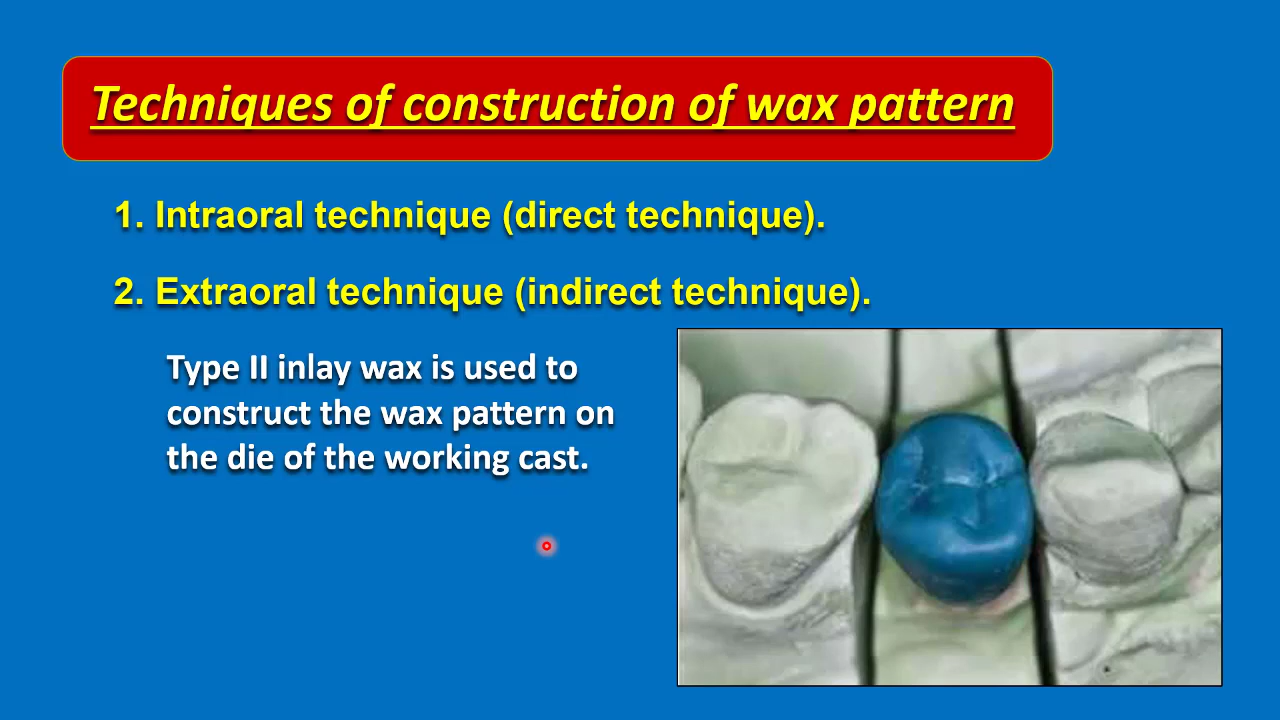 Techniques of construction of wax pattern
1. Intraoral technique (direct technique).
2. Extraoral technique (indirect technique).
Type II inlay wax is used to
construct the wax pattern on
the die of the working cast.